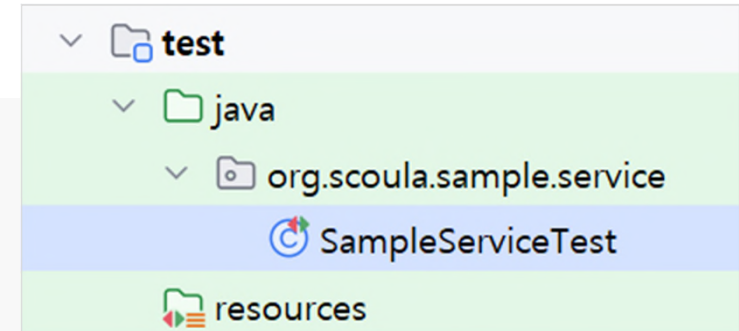 test
java
org.scoula.sample.service
SampleServiceTest
resources